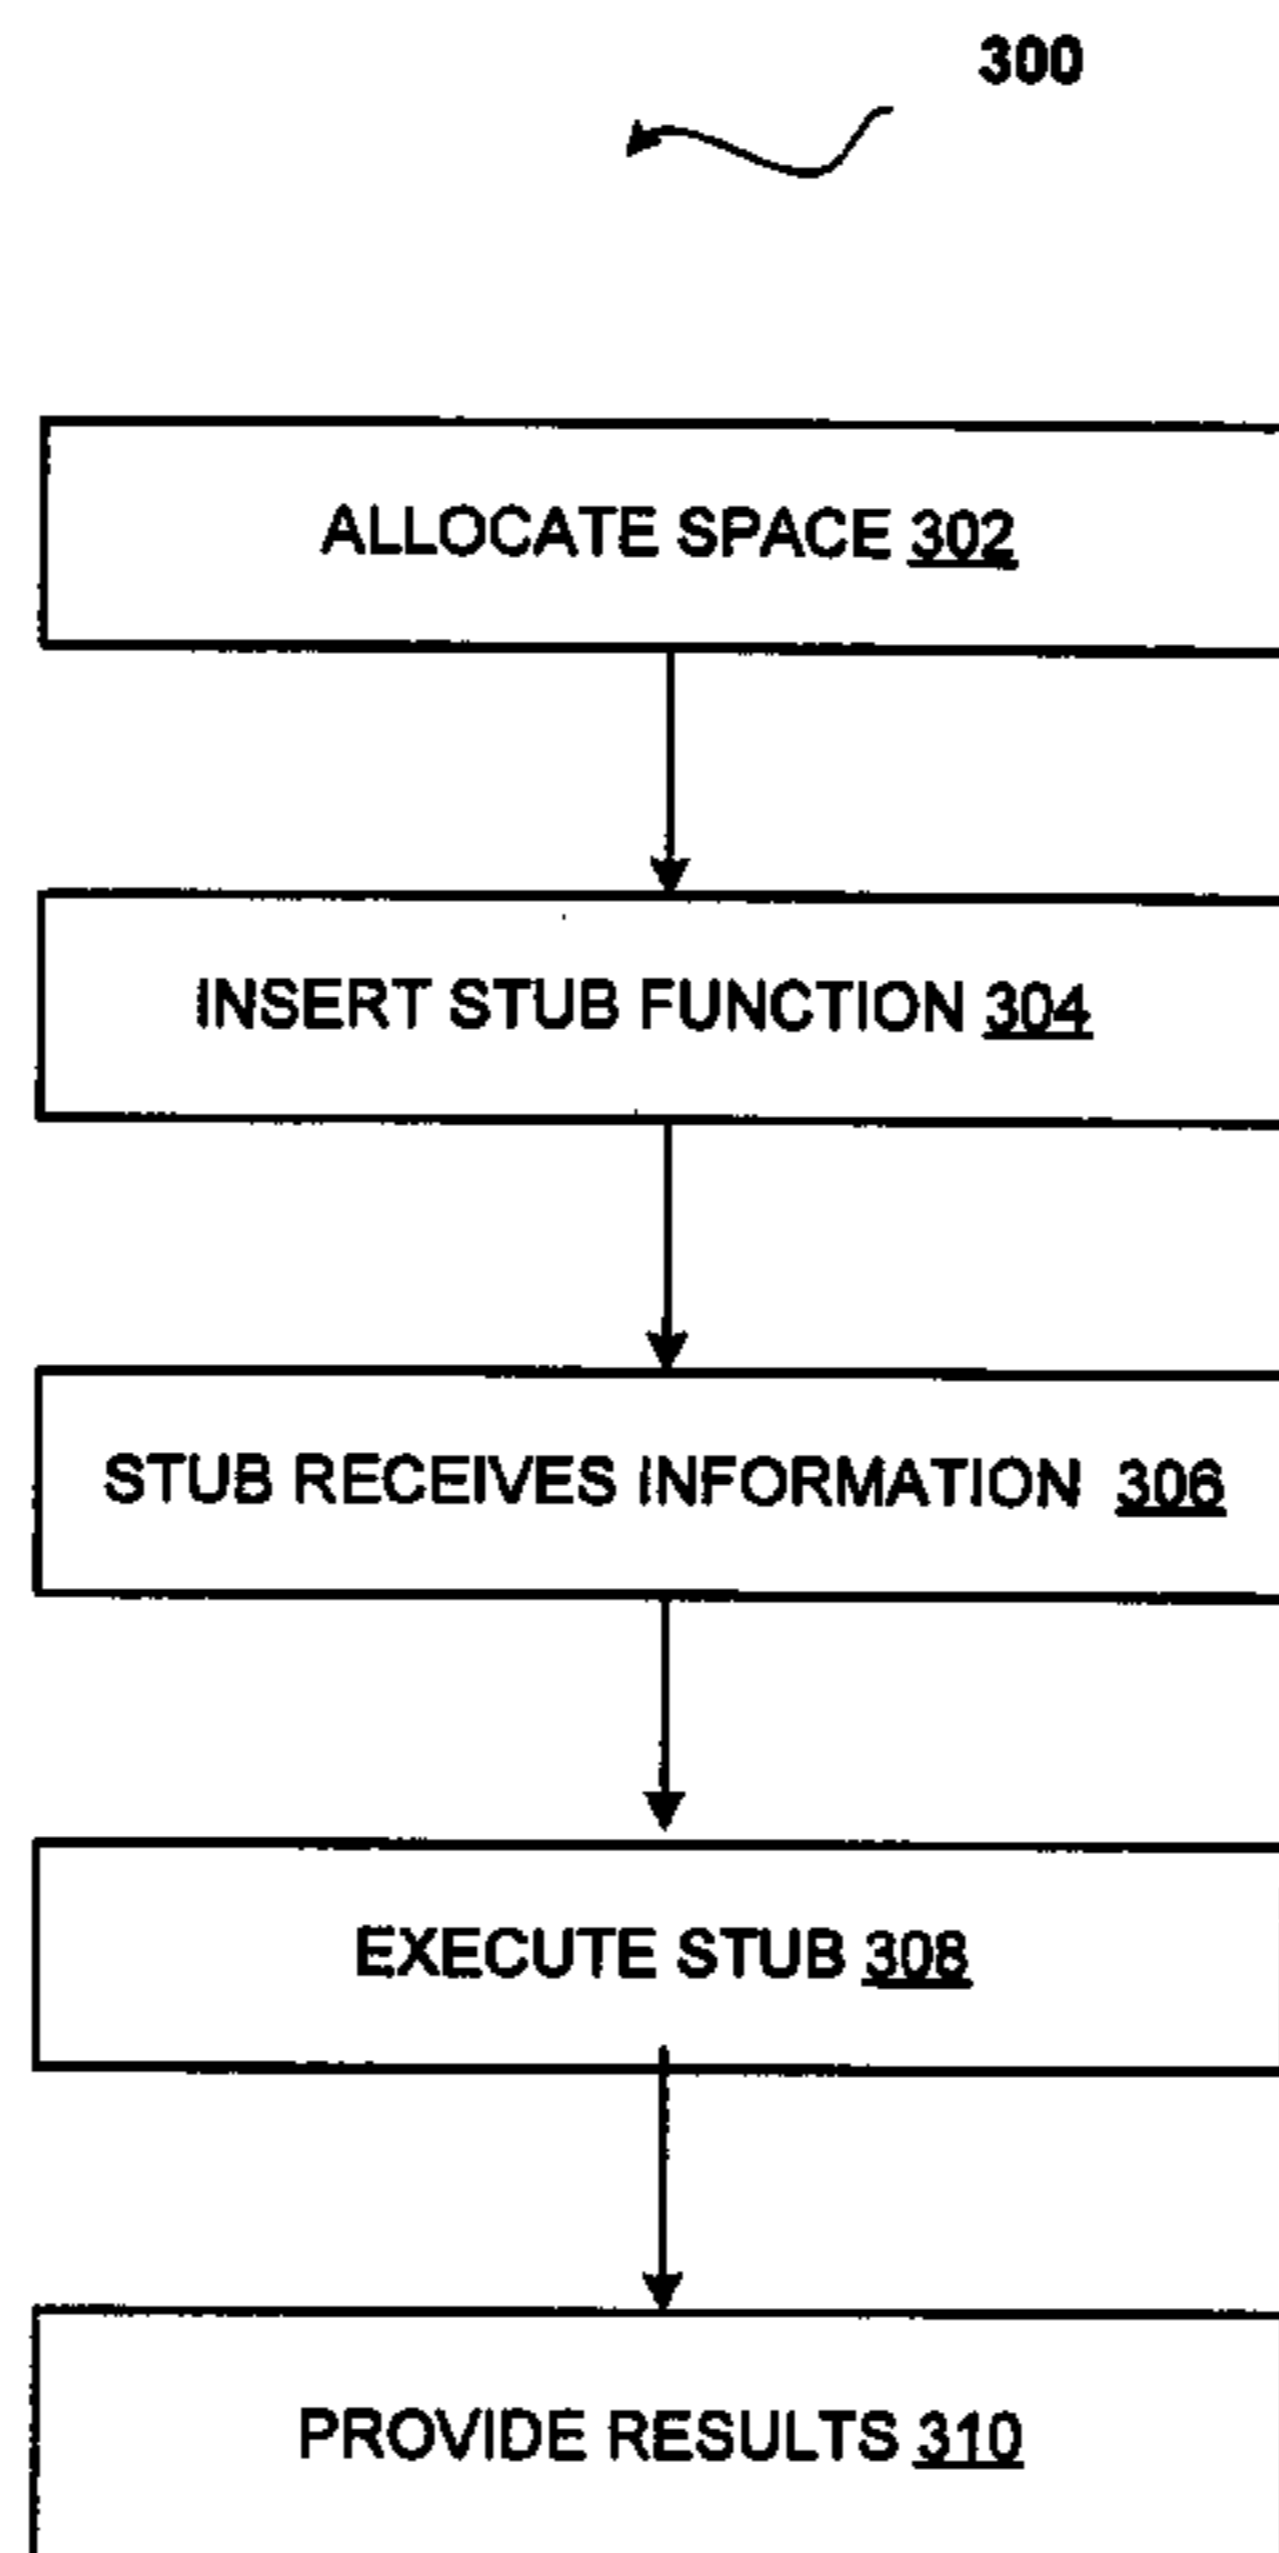 300
ALLOCATE SPACE 302
INSERT STUB FUNCTION 304
STUB RECEIVES INFORMATION 306
EXECUTE STUB 308
PROVIDE RESULTS 310